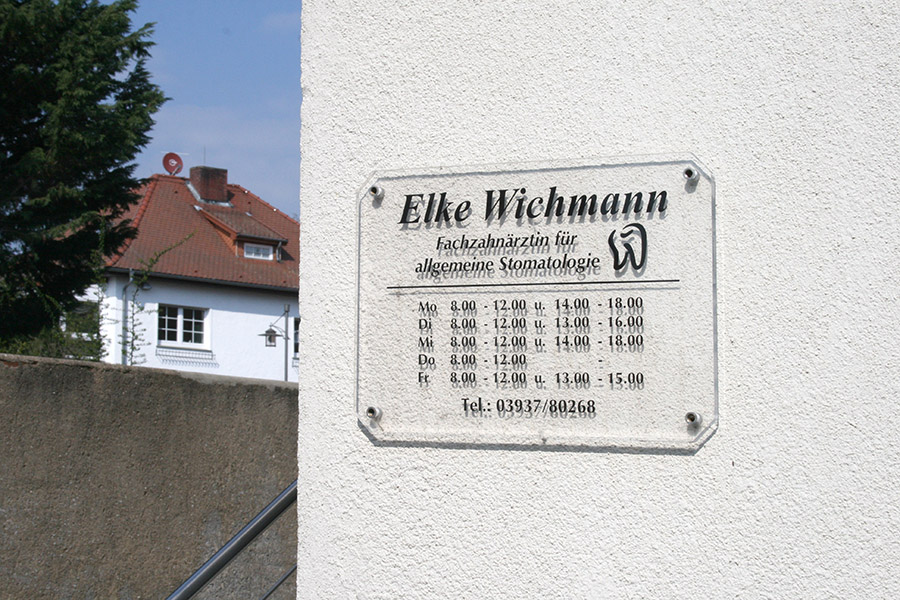 Elke Wichmann
Fachzahnärztin für
allgemeine Stomatologie
Mo 8.00 - 12.00 u. 14.00 - 18.00
Di 8.00 - 12.00 u. 13.00 - 16.00
Mi 8.00 - 12.00 u. 14.00 - 18.00
Do 8.00 - 12.00 -
Fr 8.00 - 12.00 u. 13.00 - 15.00
Tel.: 03937/80268